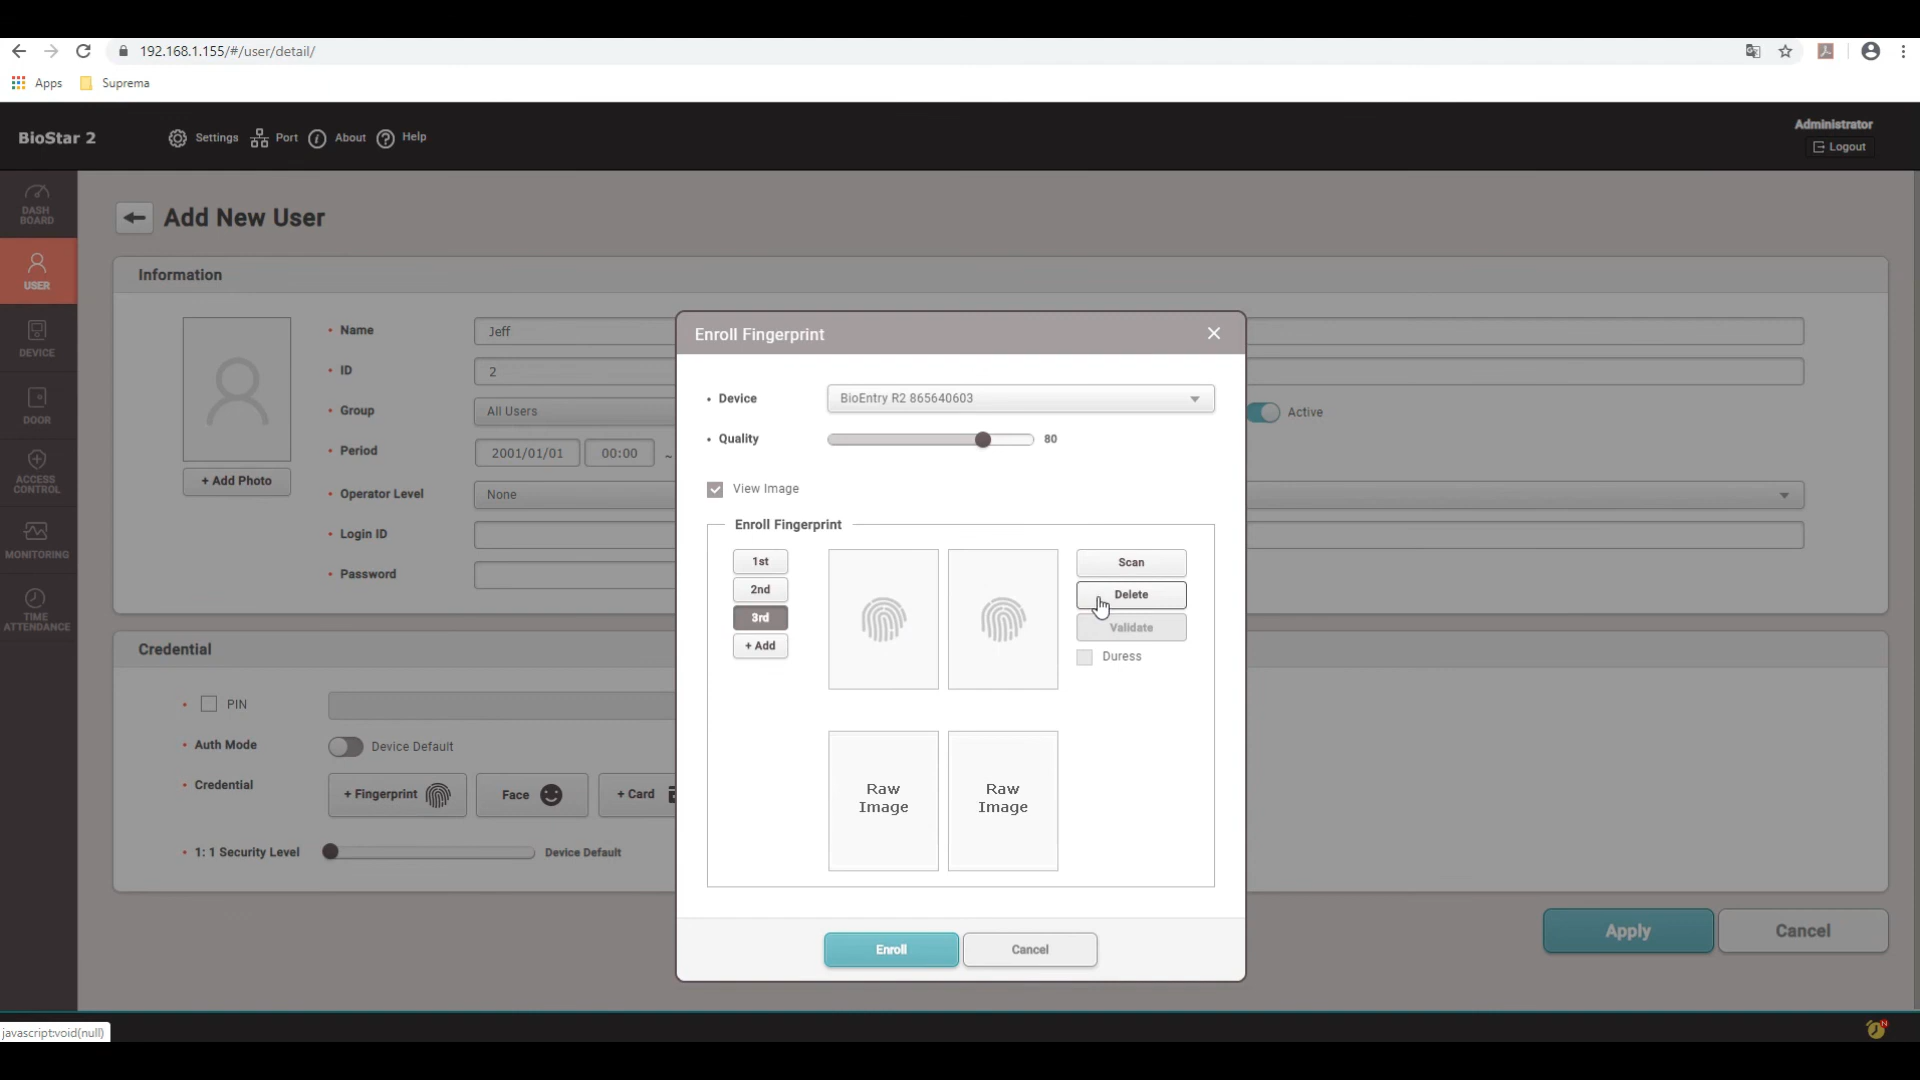 192.168.1.155/#/user/detail/
Apps
Suprema
BioStar 2
Settings
Port
About
Help
Administrator
Logout
DASH
BOARD
USER
DEVICE
DOOR
ACCESS
CONTROL
MONITORING
TIME
ATTENDANCE
Add New User
Information
+ Add Photo
Name
Jeff
ID
2
Group
All Users
Period
2001/01/01
00:00
~
Operator Level
None
Login ID
Password
Active
Credential
PIN
Auth Mode
Device Default
Credential
+ Fingerprint
Face
+ Card
1: 1 Security Level
Device Default
Apply
Cancel
Enroll Fingerprint
Device
BioEntry R2 865640603
Quality
80
View Image
Enroll Fingerprint
1st
2nd
3rd
+ Add
Scan
Delete
Validate
Duress
Raw
Image
Raw
Image
Enroll
Cancel
javascript:void(null)
N